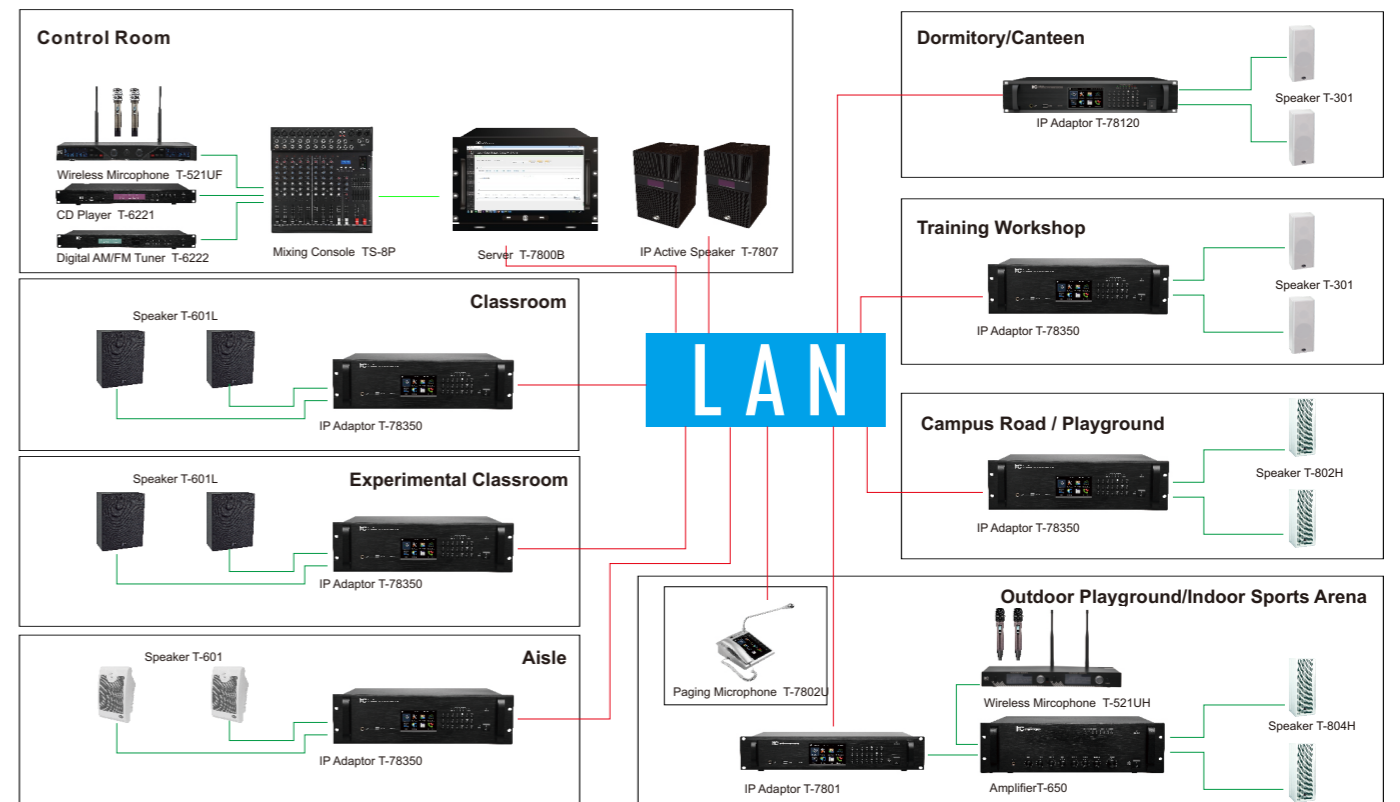 Control Room
Wireless Mircophone T-521UF
CD Player T-6221
Digital AM/FM Tuner T-6222
Mixing Console TS-8P
Server T-7800B
IP Active Speaker T-7807
Classroom
Speaker T-601L
IP Adaptor T-78350
Experimental Classroom
Speaker T-601L
IP Adaptor T-78350
Aisle
Speaker T-601
IP Adaptor T-78350
LAN
Dormitory/Canteen
IP Adaptor T-78120
Speaker T-301
Training Workshop
IP Adaptor T-78350
Speaker T-301
Campus Road / Playground
IP Adaptor T-78350
Speaker T-802H
Outdoor Playground/Indoor Sports Arena
Paging Microphone T-7802U
Wireless Mircophone T-521UH
IP Adaptor T-7801
AmplifierT-650
Speaker T-804H